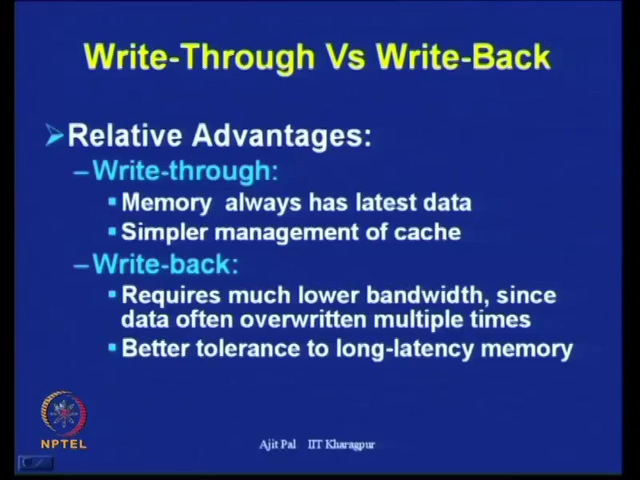 Write-Through Vs Write-Back
Relative Advantages:
–Write-through:
Memory always has latest data
Simpler management of cache
–Write-back:
Requires much lower bandwidth, since
data often overwritten multiple times
Better tolerance to long-latency memory
NPTEL
Ajit Pal IIT Kharagpur